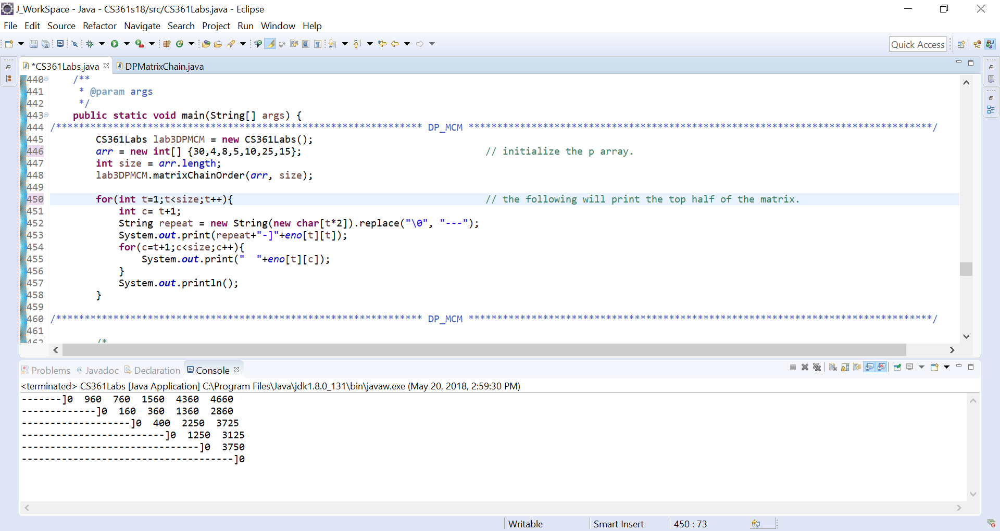 J_WorkSpace - Java - CS361s18/src/CS361Labs.java - Eclipse
File Edit Source Refactor Navigate Search Project Run Window Help
Quick Access
*CS361Labs.java DPMatrixChain.java
440 /**
441 * @param args
442 */
443 public static void main(String[] args) {
444 /**************************************************************** DP_MCM *********************************************************************************/
445 CS361Labs lab3DPMCM = new CS361Labs();
446 arr = new int[] {30,4,8,5,10,25,15}; // initialize the p array.
447 int size = arr.length;
448 lab3DPMCM.matrixChainOrder(arr, size);
449
450 for(int t=1;t<size;t++){ // the following will print the top half of the matrix.
451 int c= t+1;
452 String repeat = new String(new char[t*2]).replace("\0", "---");
453 System.out.print(repeat+"-]"+eno[t][t]);
454 for(c=t+1;c<size;c++){
455 System.out.print("  "+eno[t][c]);
456 }
457 System.out.println();
458 }
459
460 /**************************************************************** DP_MCM *********************************************************************************/
461
462 /*
Problems @ Javadoc Declaration Console
<terminated> CS361Labs [Java Application] C:\Program Files\Java\jdk1.8.0_131\bin\javaw.exe (May 20, 2018, 2:59:30 PM)
-------]0  960  760  1560  4360  4660
-------------]0  160  360  1360  2860
-------------------]0  400  2250  3725
-------------------------]0  1250  3125
-------------------------------]0  3750
-------------------------------------]0
Writable Smart Insert 450 : 73